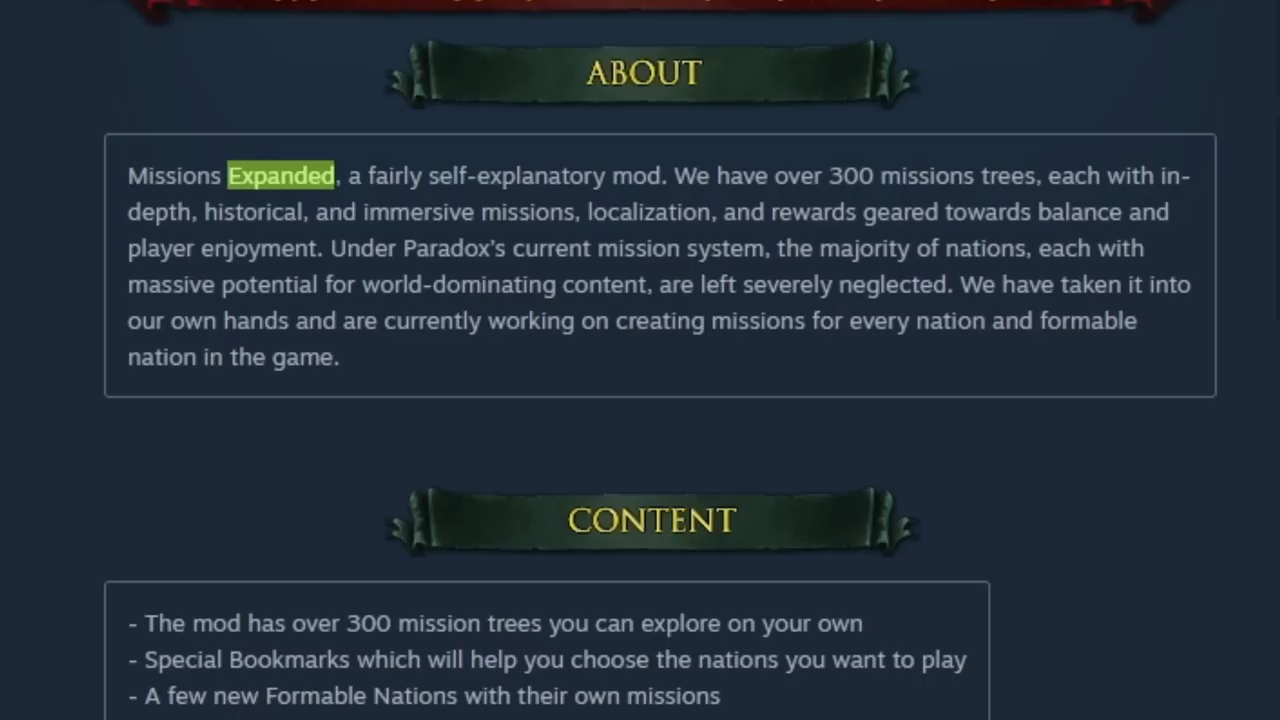 ABOUT
Missions Expanded, a fairly self-explanatory mod. We have over 300 missions trees, each with in-
depth, historical, and immersive missions, localization, and rewards geared towards balance and
player enjoyment. Under Paradox's current mission system, the majority of nations, each with
massive potential for world-dominating content, are left severely neglected. We have taken it into
our own hands and are currently working on creating missions for every nation and formable
nation in the game.
CONTENT
- The mod has over 300 mission trees you can explore on your own
- Special Bookmarks which will help you choose the nations you want to play
- A few new Formable Nations with their own missions